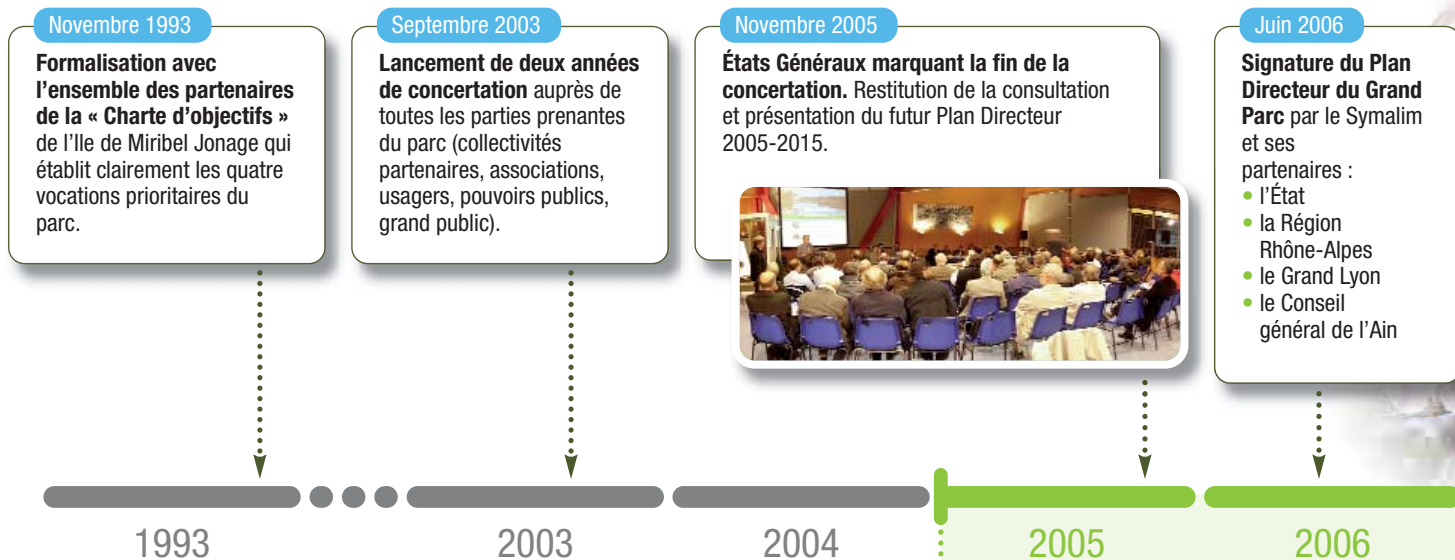 Novembre 1993
Formalisation avec
l'ensemble des partenaires
de la « Charte d'objectifs »
de l'Ile de Miribel Jonage qui
établit clairement les quatre
vocations prioritaires du
parc.
Septembre 2003
Lancement de deux années
de concertation auprès de
toutes les parties prenantes
du parc (collectivités
partenaires, associations,
usagers, pouvoirs publics,
grand public).
Novembre 2005
États Généraux marquant la fin de la
concertation. Restitution de la consultation
et présentation du futur Plan Directeur
2005-2015.
Juin 2006
Signature du Plan
Directeur du Grand
Parc par le Symalim
et ses
partenaires :
• l'État
• la Région
Rhône-Alpes
• le Grand Lyon
• le Conseil
général de l'Ain
1993
2003
2004
2005
2006